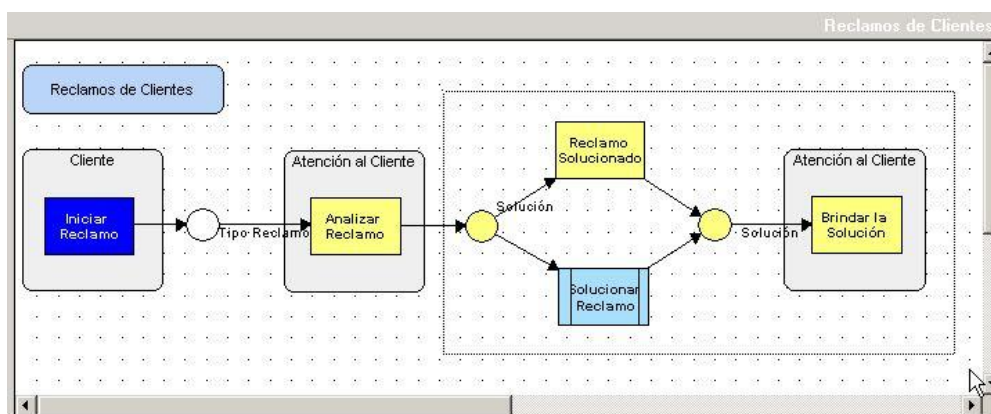 Reclamos de Clientes
Reclamos de Clientes
Cliente
Iniciar
Reclamo
Tipo Reclamo
Atención al Cliente
Analizar
Reclamo
Solución
Reclamo
Solucionado
Solucionar
Reclamo
Solución
Atención al Cliente
Brindar la
Solución